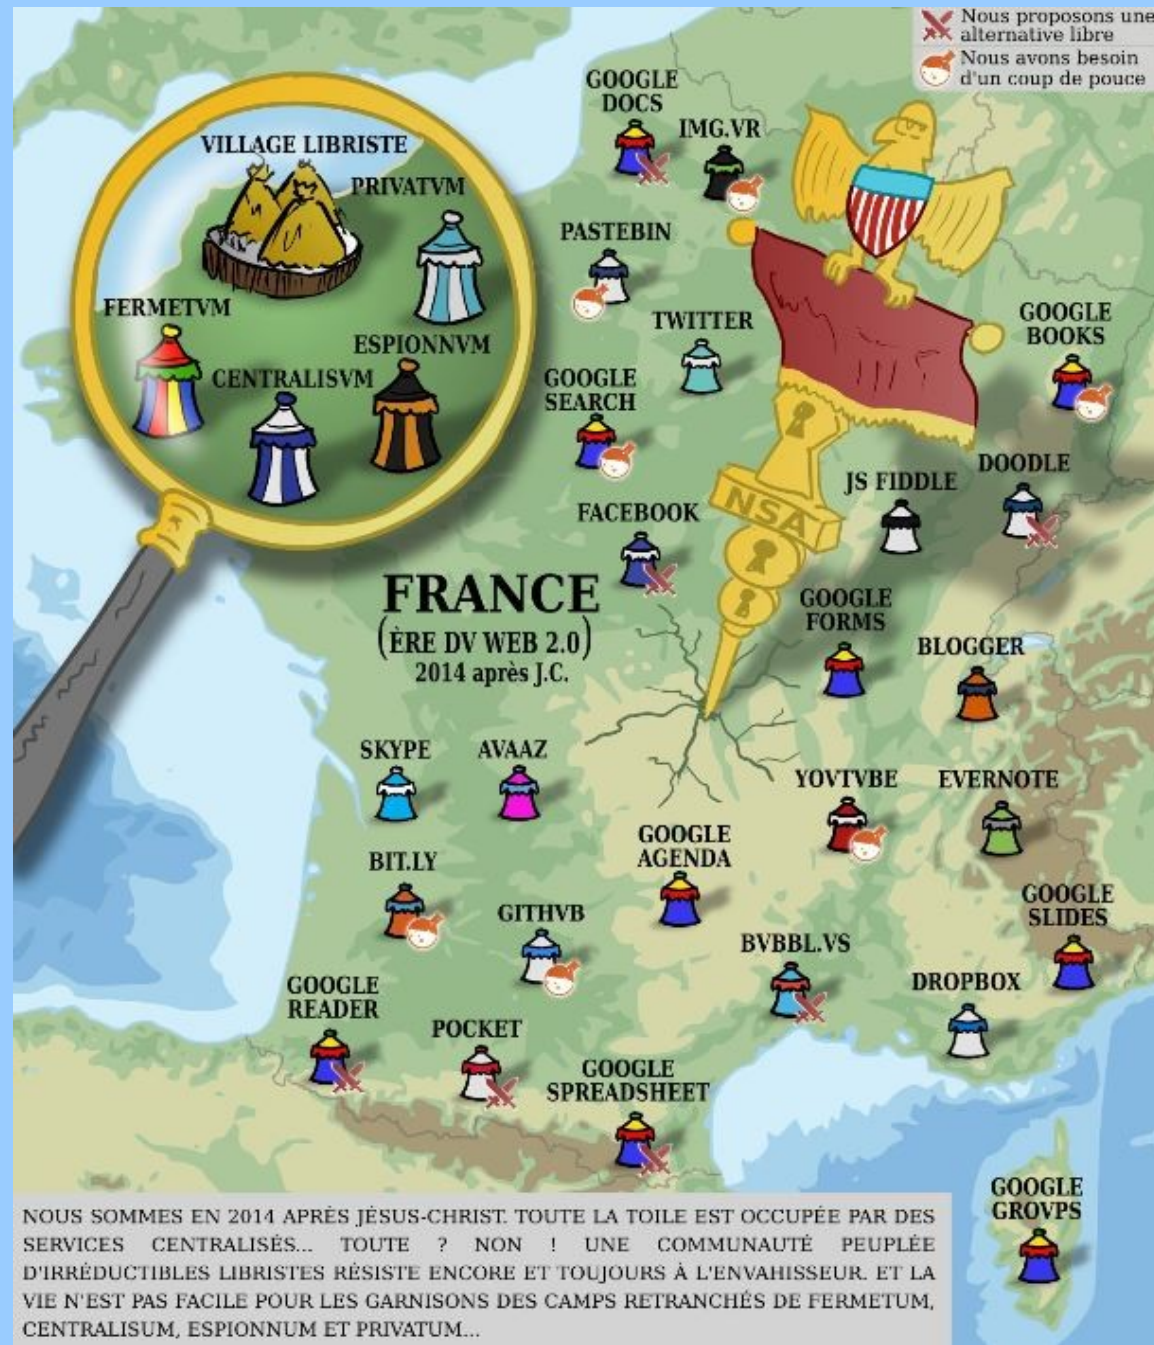 Nous proposons une
alternative libre
Nous avons besoin
d'un coup de pouce
GOOGLE
DOCS
IMG.VR
VILLAGE LIBRISTE
PRIVATVM
PASTEBIN
FERMETVM
ESPIONNVM
CENTRALISVM
TWITTER
GOOGLE
BOOKS
GOOGLE
SEARCH
NSA
JS FIDDLE
DOODLE
FACEBOOK
FRANCE
(ÈRE DV WEB 2.0)
2014 après J.C.
GOOGLE
FORMS
BLOGGER
SKYPE
AVAAZ
YOVTVBE
EVERNOTE
GOOGLE
AGENDA
BIT.LY
GITHVB
GOOGLE
SLIDES
BVBBL.VS
DROPBOX
GOOGLE
READER
POCKET
GOOGLE
SPREADSHEET
GOOGLE
GROVPS
NOUS SOMMES EN 2014 APRÈS JÉSUS-CHRIST. TOUTE LA TOILE EST OCCUPÉE PAR DES
SERVICES CENTRALISÉS... TOUTE ? NON ! UNE COMMUNAUTÉ PEUPLÉE
D'IRRÉDUCTIBLES LIBRISTES RÉSISTE ENCORE ET TOUJOURS À L'ENVAHISSEUR. ET LA
VIE N'EST PAS FACILE POUR LES GARNISONS DES CAMPS RETRANCHÉS DE FERMETUM,
CENTRALISUM, ESPIONNUM ET PRIVATUM...